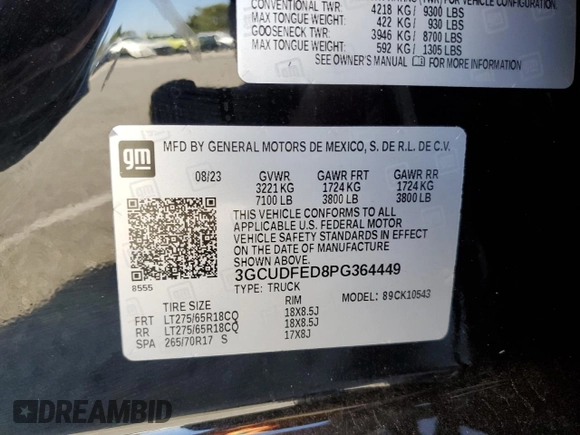 CONVENTIONAL TWR: 4218 KG / 9300 LBS
MAX TONGUE WEIGHT: 422 KG / 930 LBS
GOOSENECK TWR: 3946 KG / 8700 LBS
MAX TONGUE WEIGHT: 592 KG / 1305 LBS
SEE OWNER'S MANUAL FOR MORE INFORMATION.
gm
MFD BY GENERAL MOTORS DE MEXICO, S. DE R.L. DE C.V.
08/23 GVWR GAWR FRT GAWR RR
3221 KG 1724 KG 1724 KG
7100 LB 3800 LB 3800 LB
THIS VEHICLE CONFORMS TO ALL
APPLICABLE U.S. FEDERAL MOTOR
VEHICLE SAFETY STANDARDS IN EFFECT
ON THE DATE OF MANUFACTURE
SHOWN ABOVE.
3GCUDFED8PG364449
8555
TYPE: TRUCK
MODEL: 89CK10543
TIRE SIZE RIM
FRT LT275/65R18CQ 18X8.5J
RR LT275/65R18CQ 18X8.5J
SPA 265/70R17 S 17X8J
DREAMBID